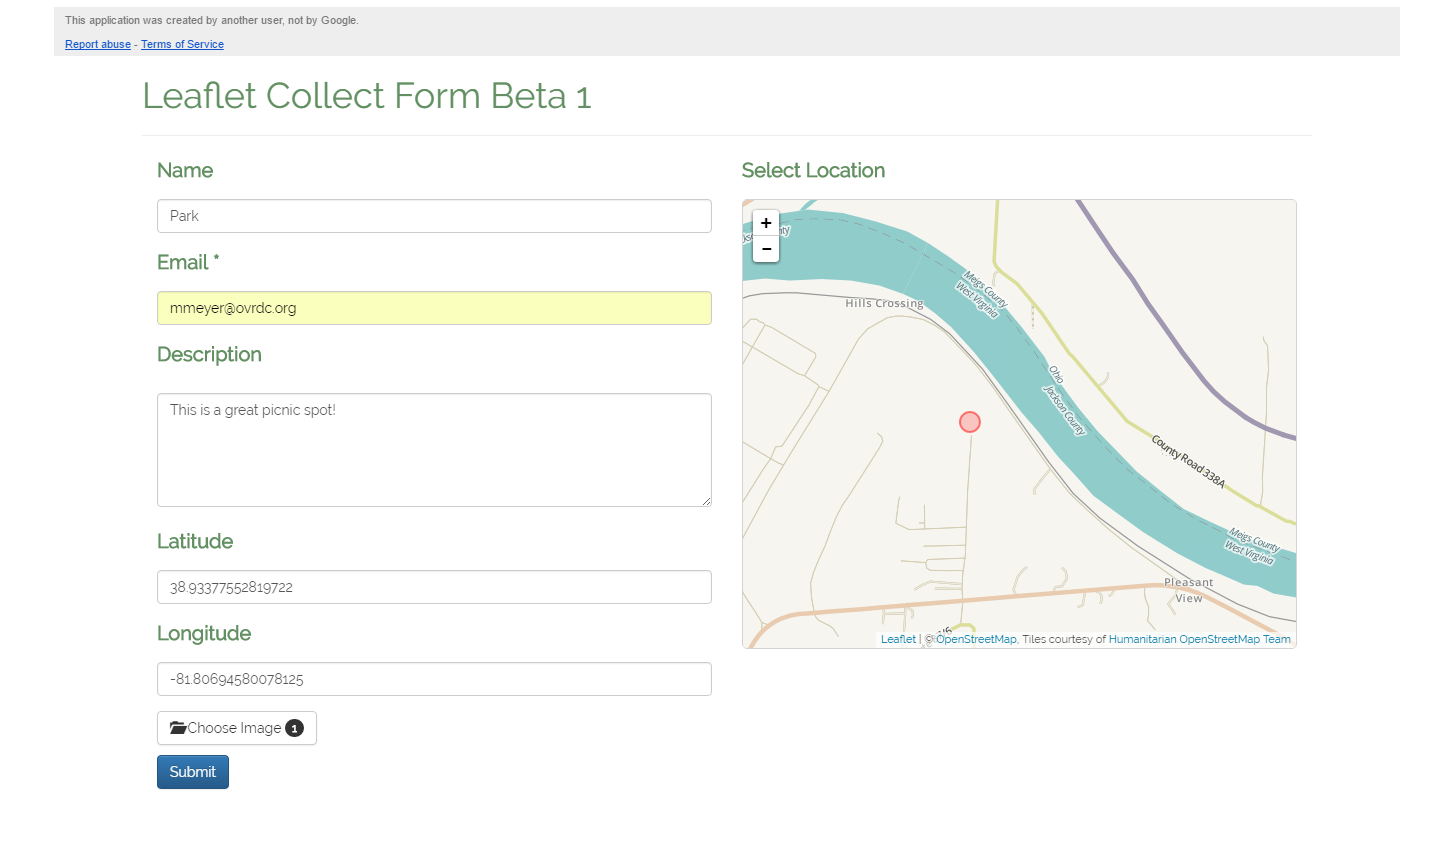 This application was created by another user, not by Google.
Report abuse - Terms of Service
Leaflet Collect Form Beta 1
Name
Park
Email *
mmeyer@ovrdc.org
Description
This is a great picnic spot!
Latitude
38.93377552819722
Longitude
-81.80694580078125
Choose Image 1
Submit
Select Location
+
−
Hills Crossing
Meigs County
West Virginia
Ohio
Jackson County
County Road 338A
Meigs County
West Virginia
Pleasant
View
Leaflet | © OpenStreetMap, Tiles courtesy of Humanitarian OpenStreetMap Team